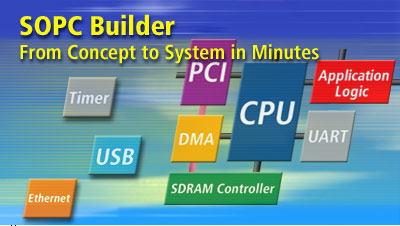 SOPC Builder
From Concept to System in Minutes
PCI
Application
Logic
Timer
CPU
DMA
UART
USB
SDRAM Controller
Ethernet